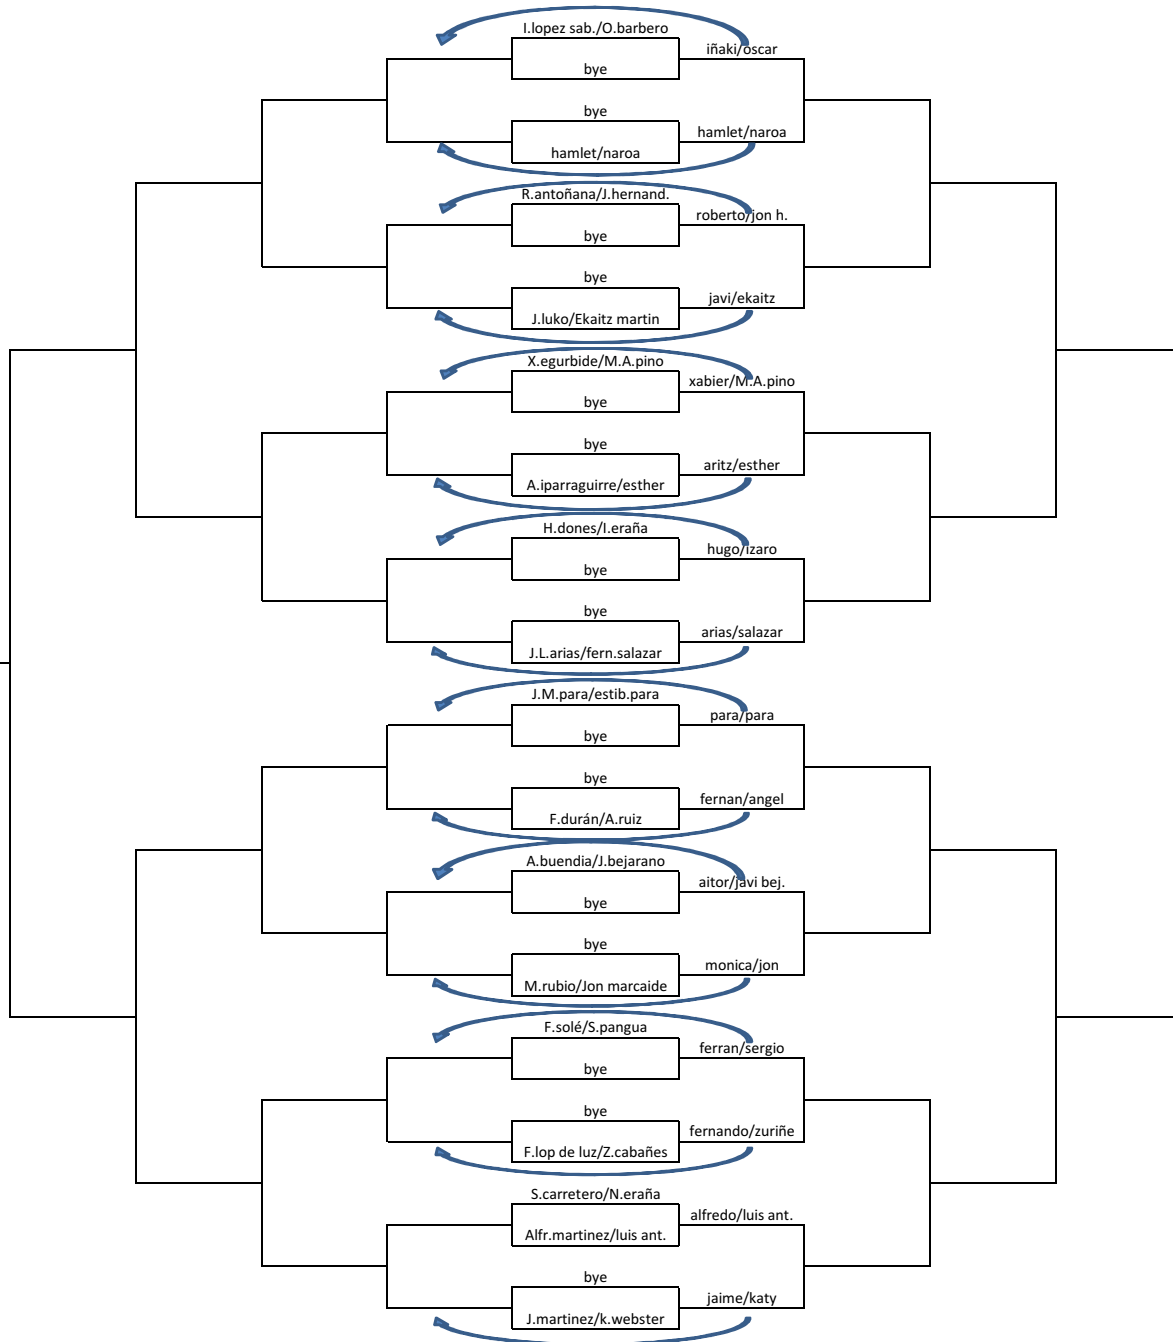 I.lopez sab./O.barbero
iñaki/oscar
bye
bye
hamlet/naroa
hamlet/naroa
R.antoñana/J.hernand.
roberto/jon h.
bye
bye
javi/ekaitz
J.luko/Ekaitz martin
X.egurbide/M.A.pino
xabier/M.A.pino
bye
bye
aritz/esther
A.iparraguirre/esther
H.dones/I.eraña
hugo/izaro
bye
bye
arias/salazar
J.L.arias/fern.salazar
J.M.para/estib.para
para/para
bye
bye
fernan/angel
F.durán/A.ruiz
A.buendia/J.bejarano
aitor/javi bej.
bye
bye
monica/jon
M.rubio/Jon marcaide
F.solé/S.pangua
ferran/sergio
bye
bye
fernando/zuriñe
F.lop de luz/Z.cabañes
S.carretero/N.eraña
alfredo/luis ant.
Alfr.martinez/luis ant.
bye
jaime/katy
J.martinez/k.webster